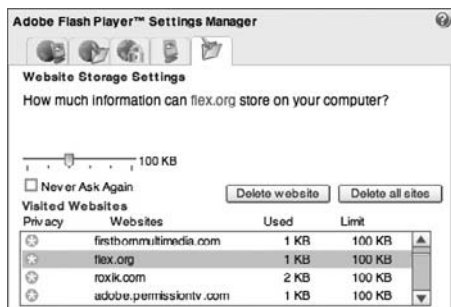 Adobe Flash Player™ Settings Manager
Website Storage Settings
How much information can flex.org store on your computer?
100 KB
Never Ask Again
Delete website Delete all sites
Visited Websites
Privacy Websites Used Limit
firstbornmultimedia.com 1 KB 100 KB
flex.org 1 KB 100 KB
roxik.com 2 KB 100 KB
adobe.permissiontv.com 1 KB 100 KB